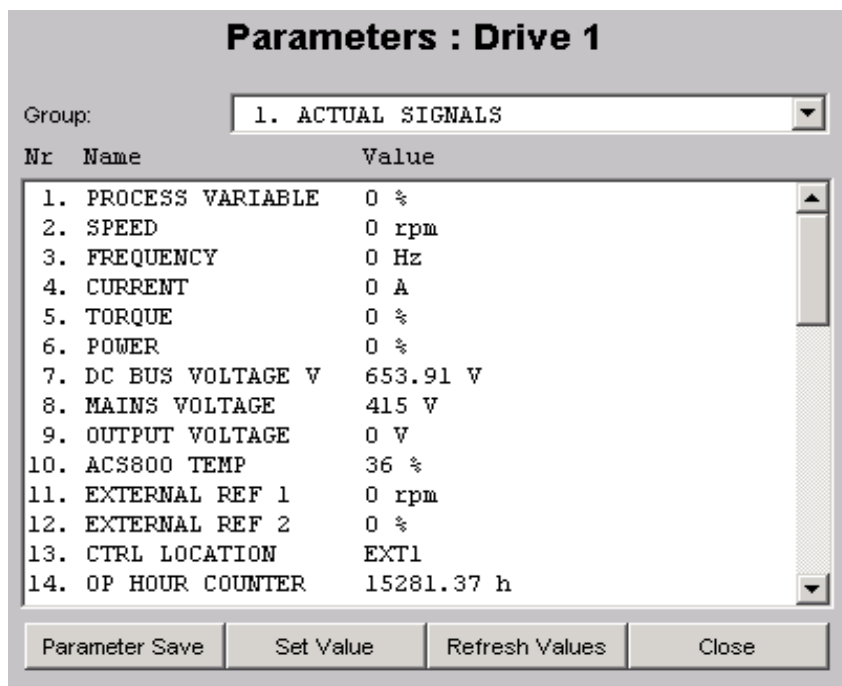 Parameters : Drive 1
Group: 1. ACTUAL SIGNALS
Nr Name Value
1. PROCESS VARIABLE 0 %
2. SPEED 0 rpm
3. FREQUENCY 0 Hz
4. CURRENT 0 A
5. TORQUE 0 %
6. POWER 0 %
7. DC BUS VOLTAGE V 653.91 V
8. MAINS VOLTAGE 415 V
9. OUTPUT VOLTAGE 0 V
10. ACS800 TEMP 36 %
11. EXTERNAL REF 1 0 rpm
12. EXTERNAL REF 2 0 %
13. CTRL LOCATION EXT1
14. OP HOUR COUNTER 15281.37 h
Parameter Save Set Value Refresh Values Close